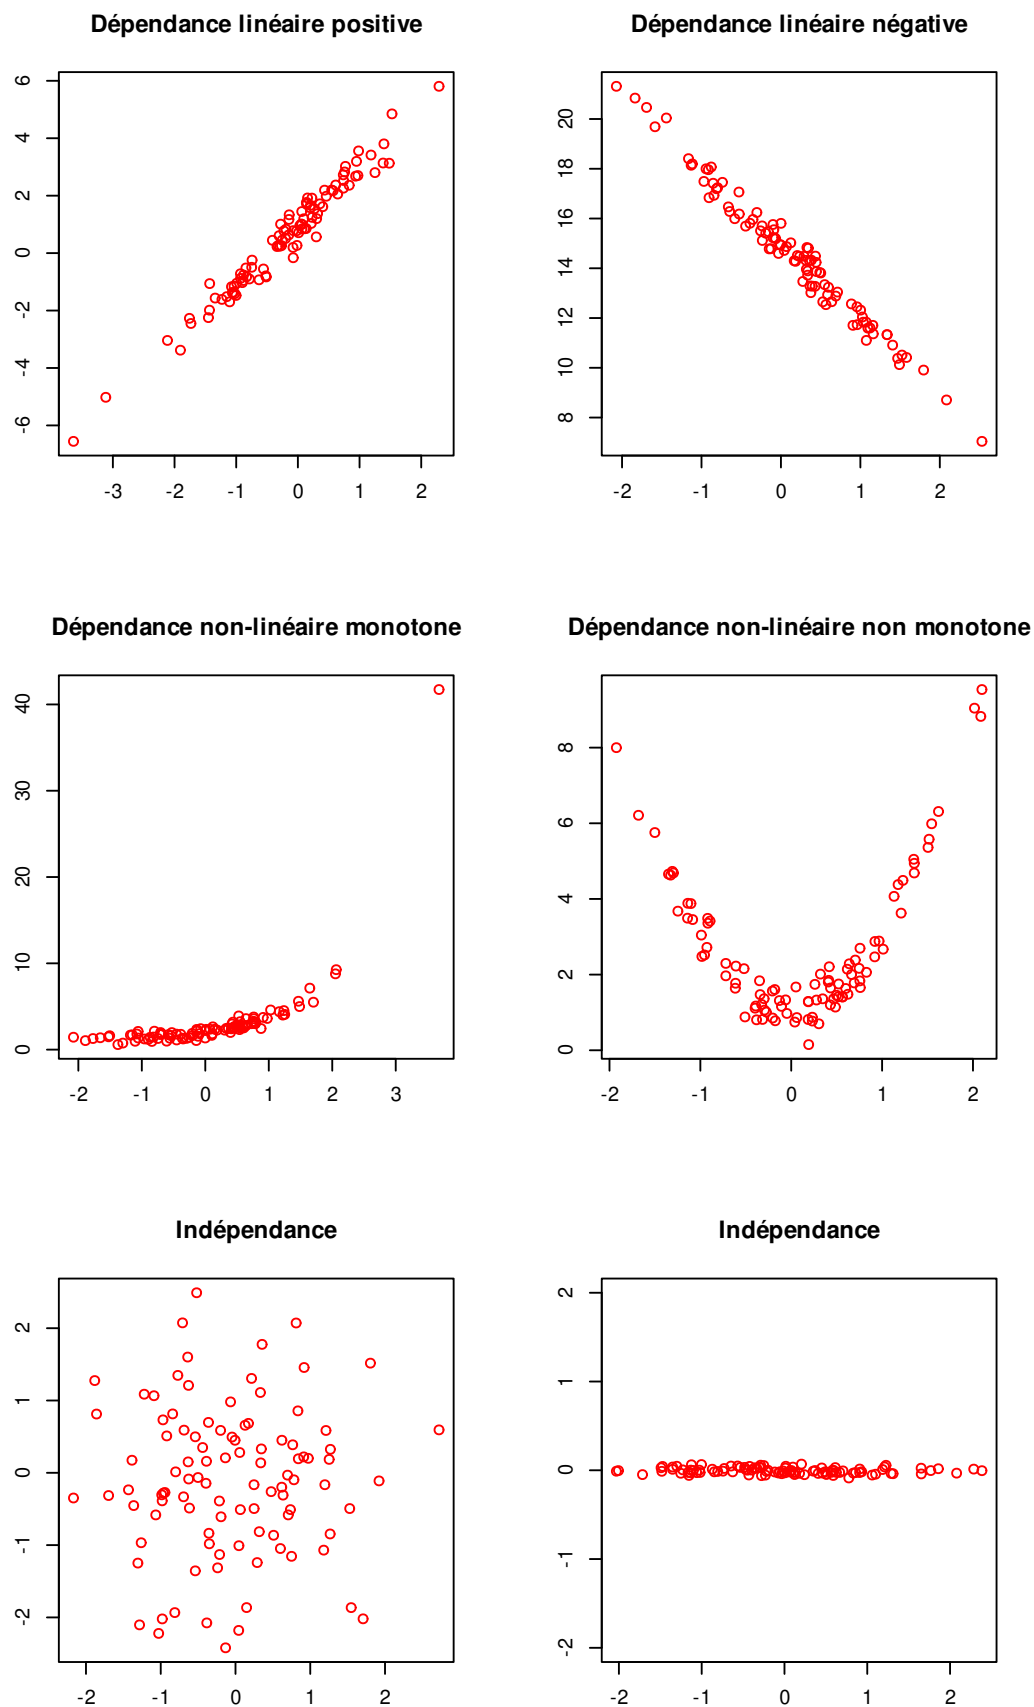 Dépendance linéaire positive
Dépendance linéaire négative
6
4
2
0
-2
-4
-6
-3 -2 -1 0 1 2
20
18
16
14
12
10
8
-2 -1 0 1 2
Dépendance non-linéaire monotone
Dépendance non-linéaire non monotone
40
30
20
10
0
-2 -1 0 1 2 3
8
6
4
2
0
-2 -1 0 1 2
Indépendance
Indépendance
2
1
0
-1
-2
-2 -1 0 1 2
2
1
0
-1
-2
-2 -1 0 1 2